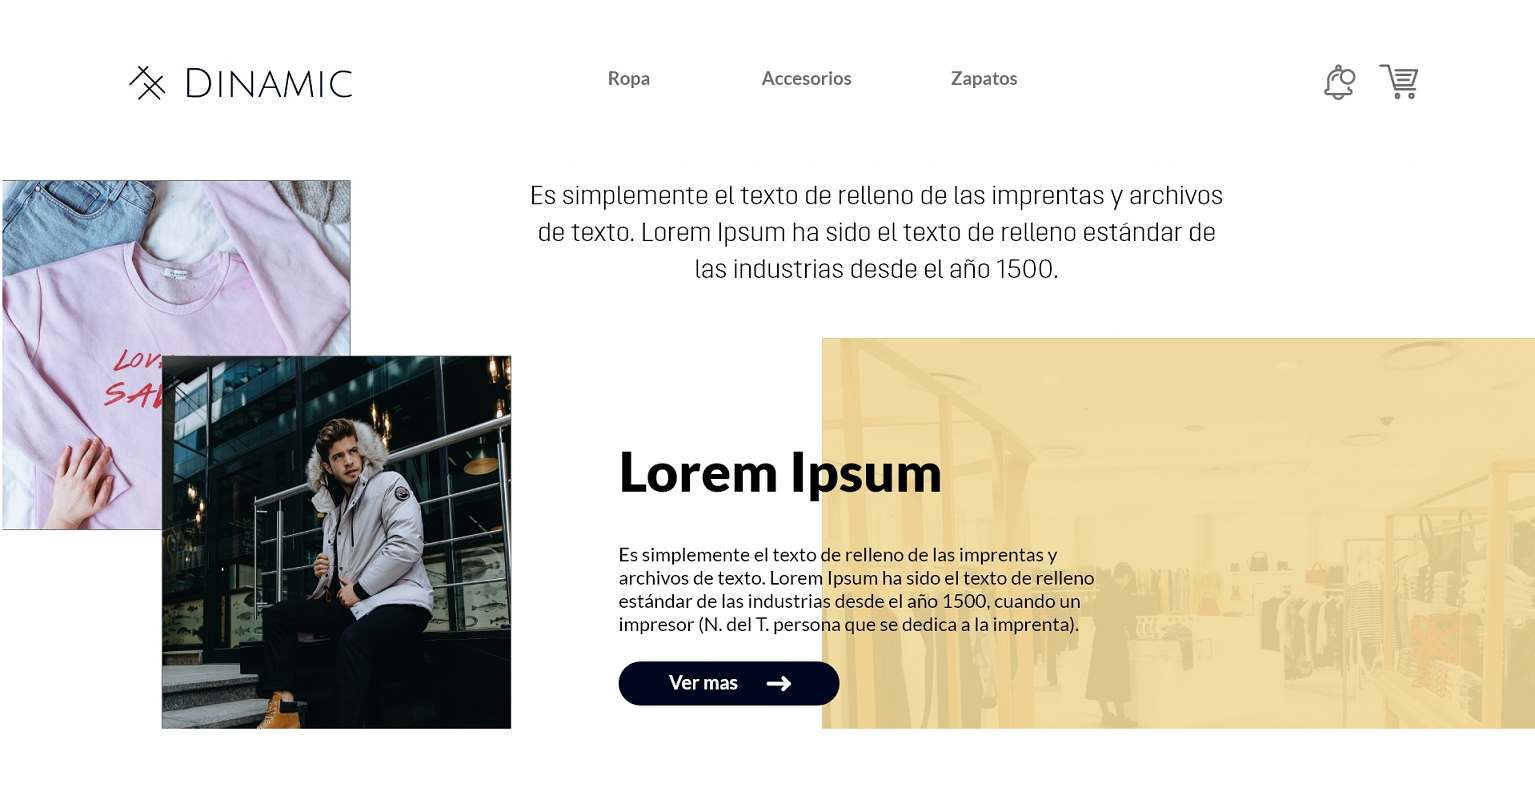 DINAMIC
Ropa
Accesorios
Zapatos
Es simplemente el texto de relleno de las imprentas y archivos
de texto. Lorem Ipsum ha sido el texto de relleno estándar de
las industrias desde el año 1500.
Lorem Ipsum
Es simplemente el texto de relleno de las imprentas y
archivos de texto. Lorem Ipsum ha sido el texto de relleno
estándar de las industrias desde el año 1500, cuando un
impresor (N. del T. persona que se dedica a la imprenta).
Ver mas